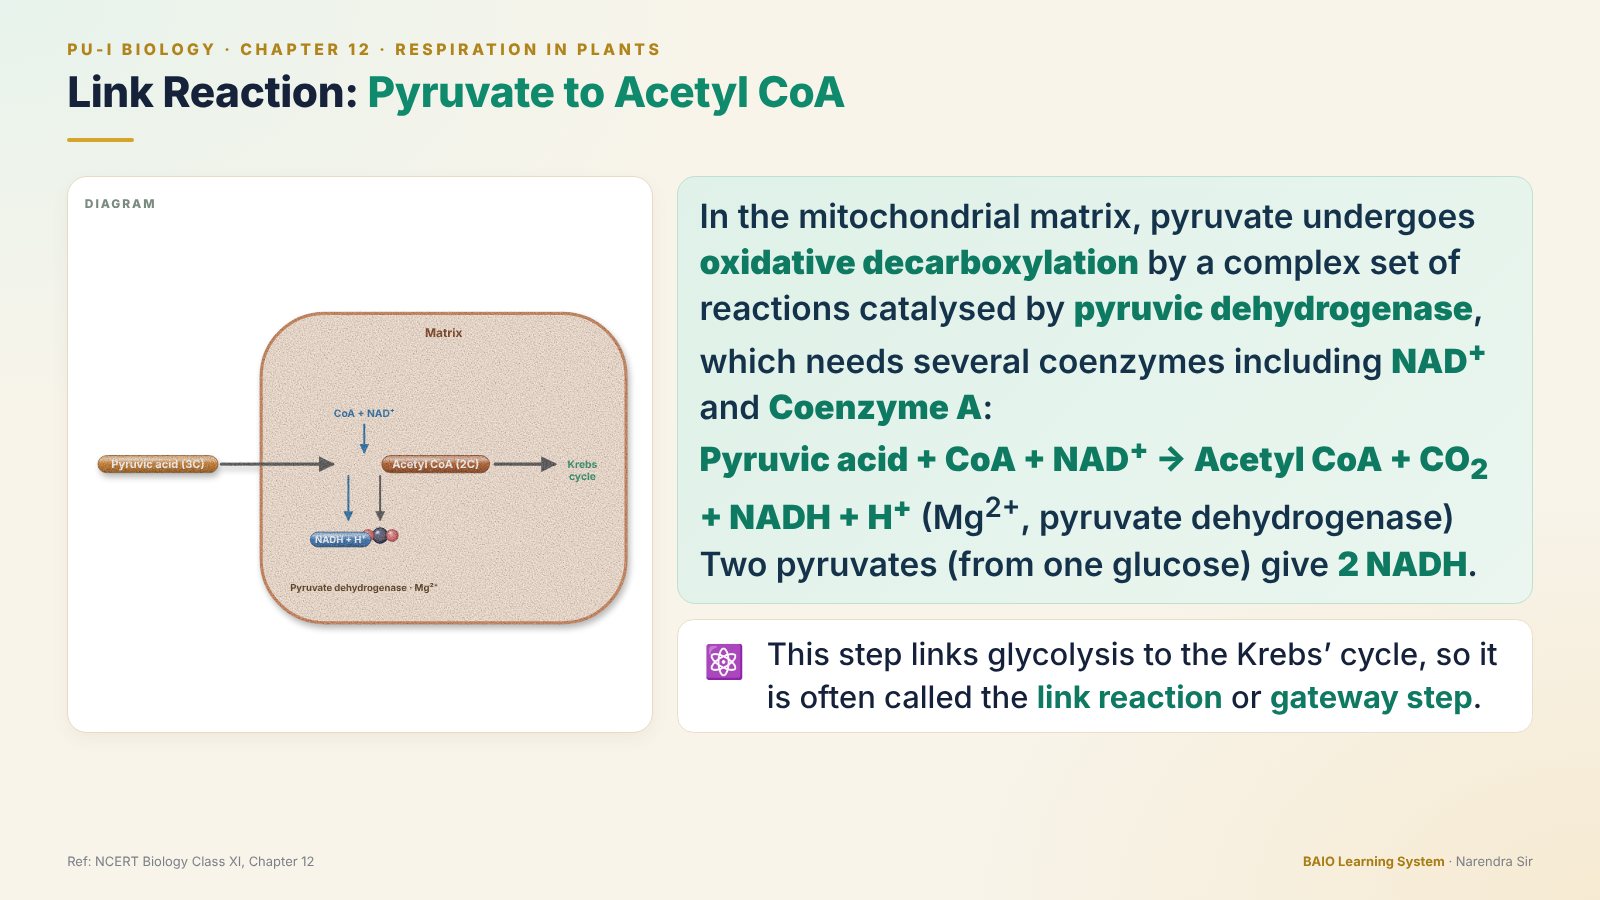 PU-I BIOLOGY · CHAPTER 12 · RESPIRATION IN PLANTS
Link Reaction: Pyruvate to Acetyl CoA
DIAGRAM
Matrix
CoA + NAD⁺
Pyruvic acid (3C)
Acetyl CoA (2C)
Krebs
cycle
NADH + H⁺
Pyruvate dehydrogenase · Mg²⁺
In the mitochondrial matrix, pyruvate undergoes
oxidative decarboxylation by a complex set of
reactions catalysed by pyruvic dehydrogenase,
which needs several coenzymes including NAD⁺
and Coenzyme A:
Pyruvic acid + CoA + NAD⁺ → Acetyl CoA + CO₂
+ NADH + H⁺ (Mg²⁺, pyruvate dehydrogenase)
Two pyruvates (from one glucose) give 2 NADH.
This step links glycolysis to the Krebs’ cycle, so it
is often called the link reaction or gateway step.
Ref: NCERT Biology Class XI, Chapter 12
BAIO Learning System · Narendra Sir